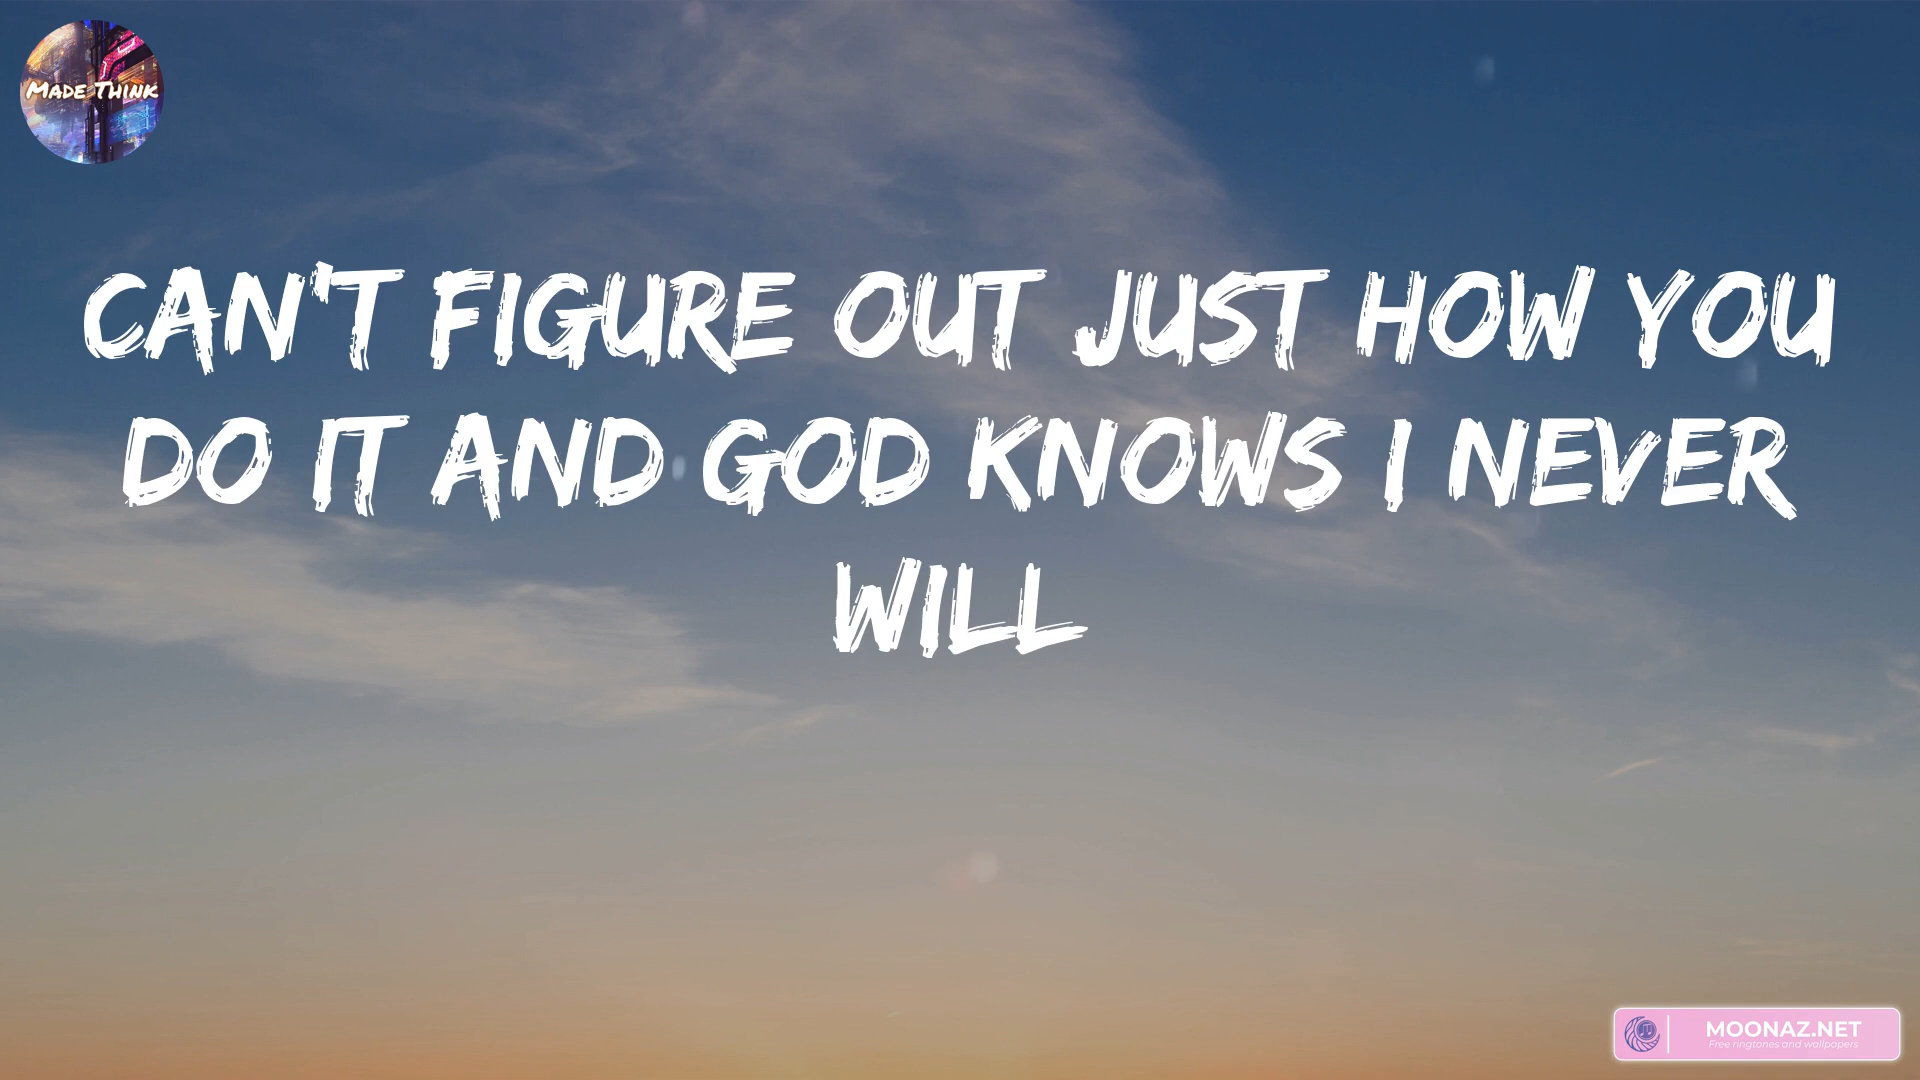 MADE THINK
CAN'T FIGURE OUT JUST HOW YOU
DO IT AND GOD KNOWS I NEVER
WILL
MOONAZ.NET
Free ringtones and wallpapers